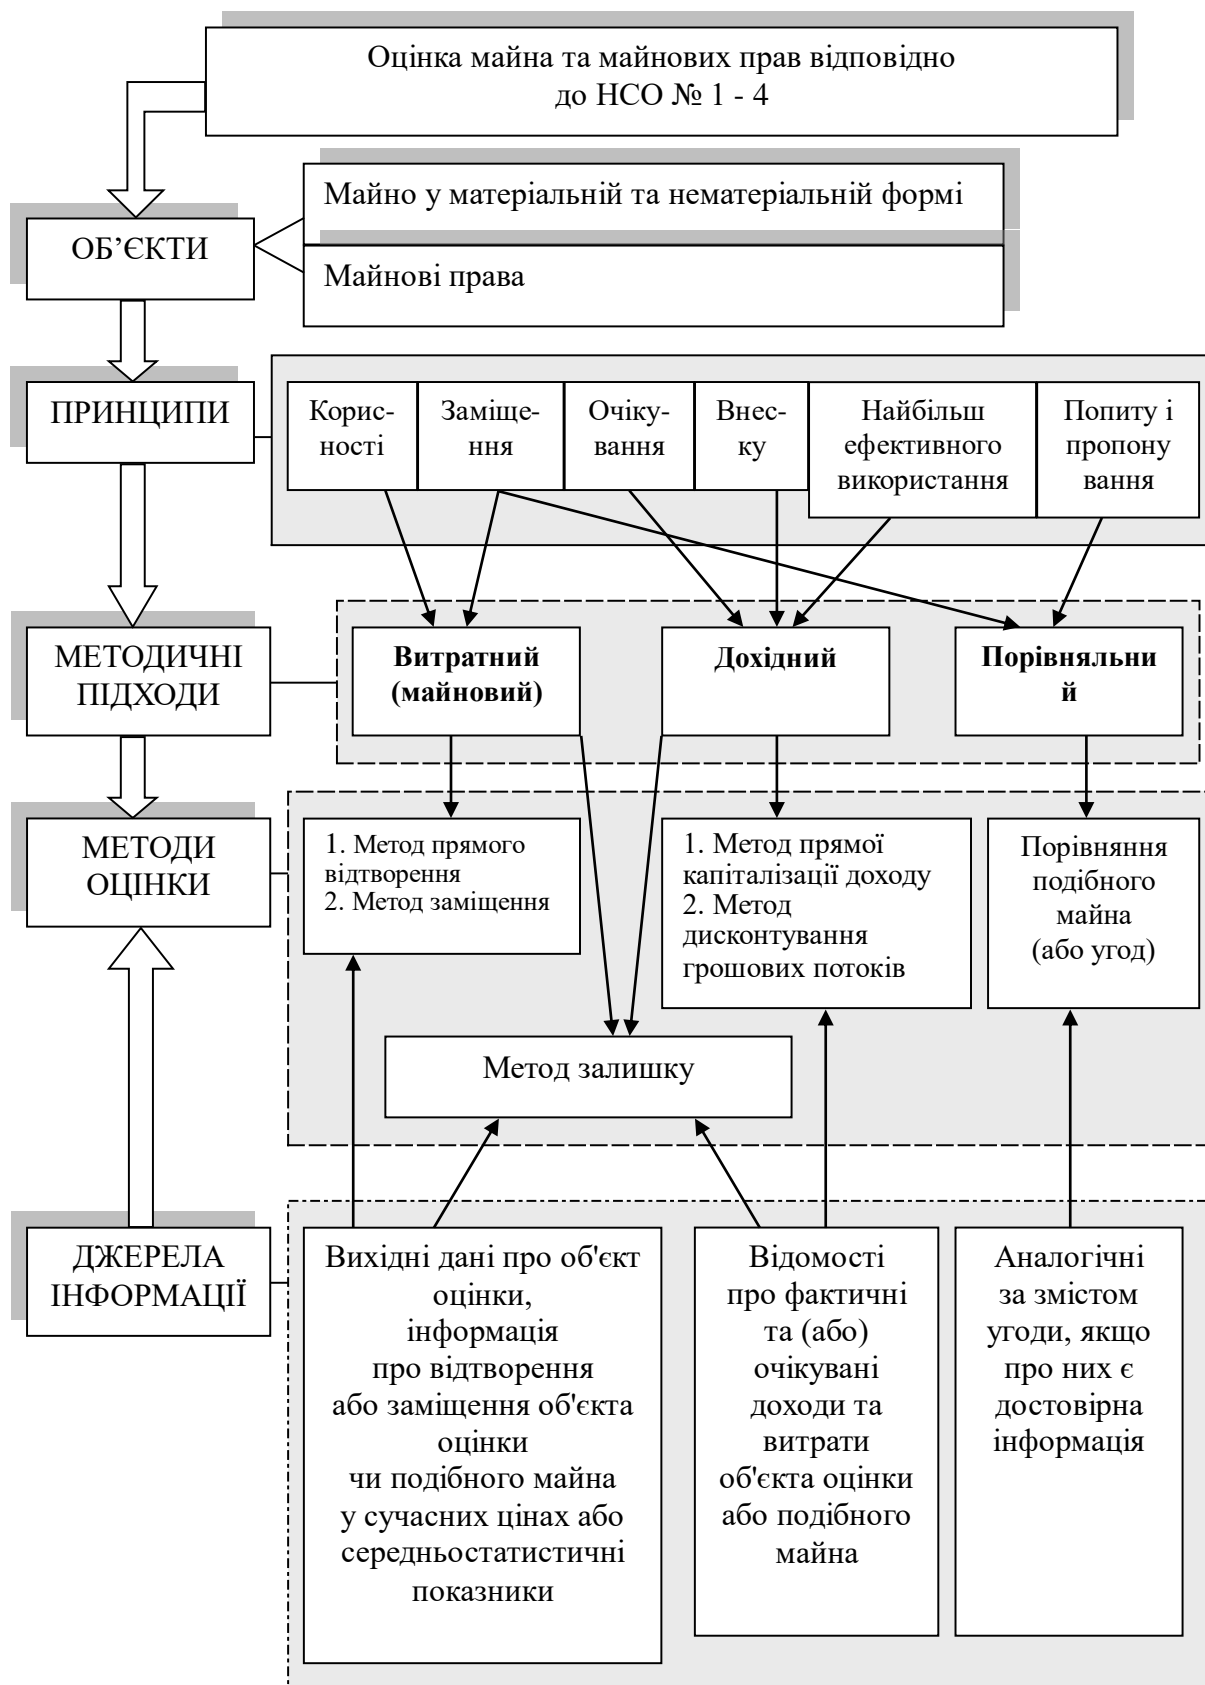 Оцінка майна та майнових прав відповідно
до НСО № 1 - 4
Майно у матеріальній та нематеріальній формі
ОБ’ЄКТИ
Майнові права
ПРИНЦИПИ
Корис-
ності
Заміще-
ння
Очіку-
вання
Внес-
ку
Найбільш
ефективного
використання
Попиту і
пропону
вання
МЕТОДИЧНІ
ПІДХОДИ
Витратний
(майновий)
Дохідний
Порівняльни
й
МЕТОДИ
ОЦІНКИ
1. Метод прямого
відтворення
2. Метод заміщення
1. Метод прямої
капіталізації доходу
2. Метод
дисконтування
грошових потоків
Порівняння
подібного
майна
(або угод)
Метод залишку
ДЖЕРЕЛА
ІНФОРМАЦІЇ
Вихідні дані про об'єкт
оцінки,
інформація
про відтворення
або заміщення об'єкта
оцінки
чи подібного майна
у сучасних цінах або
середньостатистичні
показники
Відомості
про фактичні
та (або)
очікувані
доходи та
витрати
об'єкта оцінки
або подібного
майна
Аналогічні
за змістом
угоди, якщо
про них є
достовірна
інформація